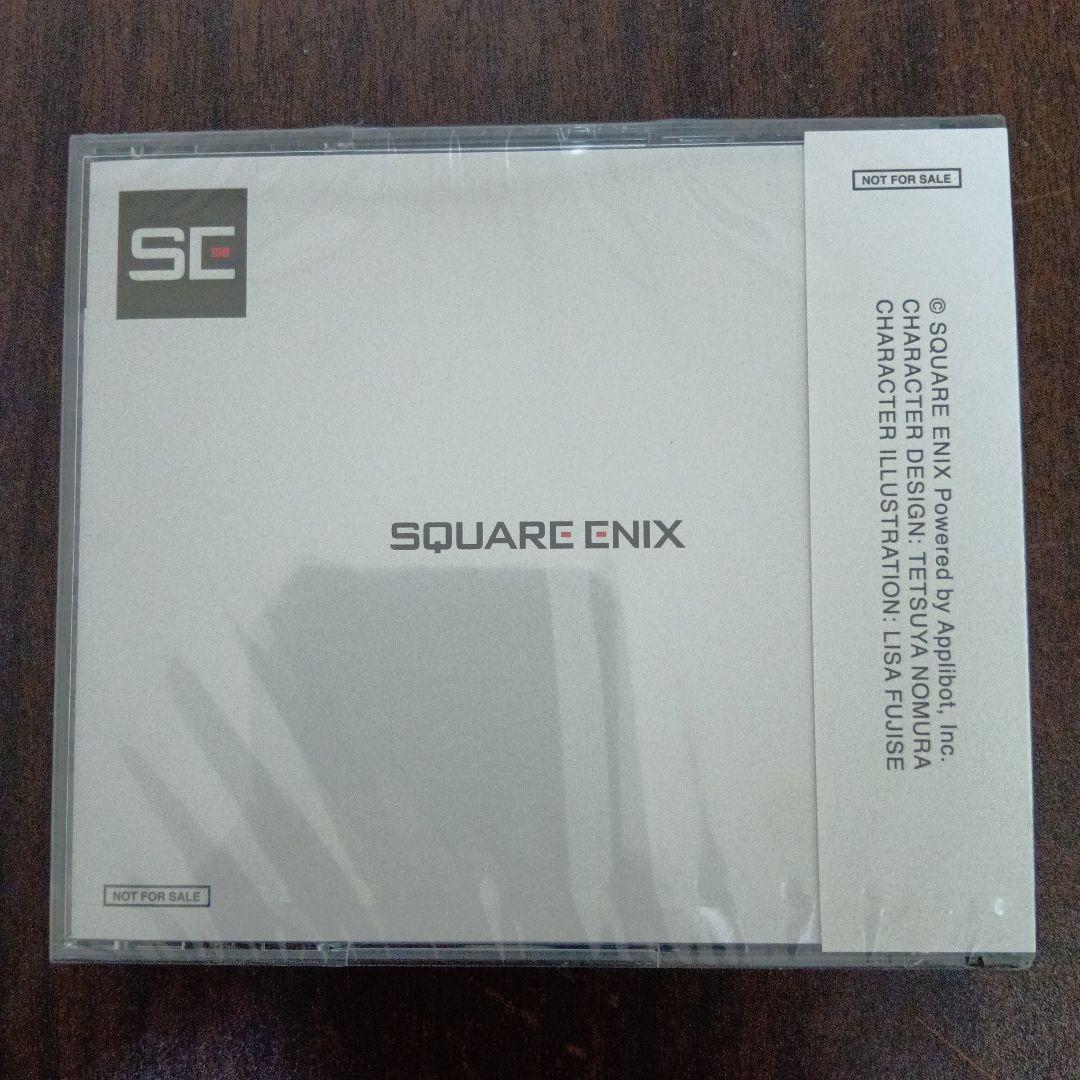 SE
SQUARE ENIX
NOT FOR SALE
NOT FOR SALE
© SQUARE ENIX Powered by Applibot, Inc.
CHARACTER DESIGN: TETSUYA NOMURA
CHARACTER ILLUSTRATION: LISA FUJISE